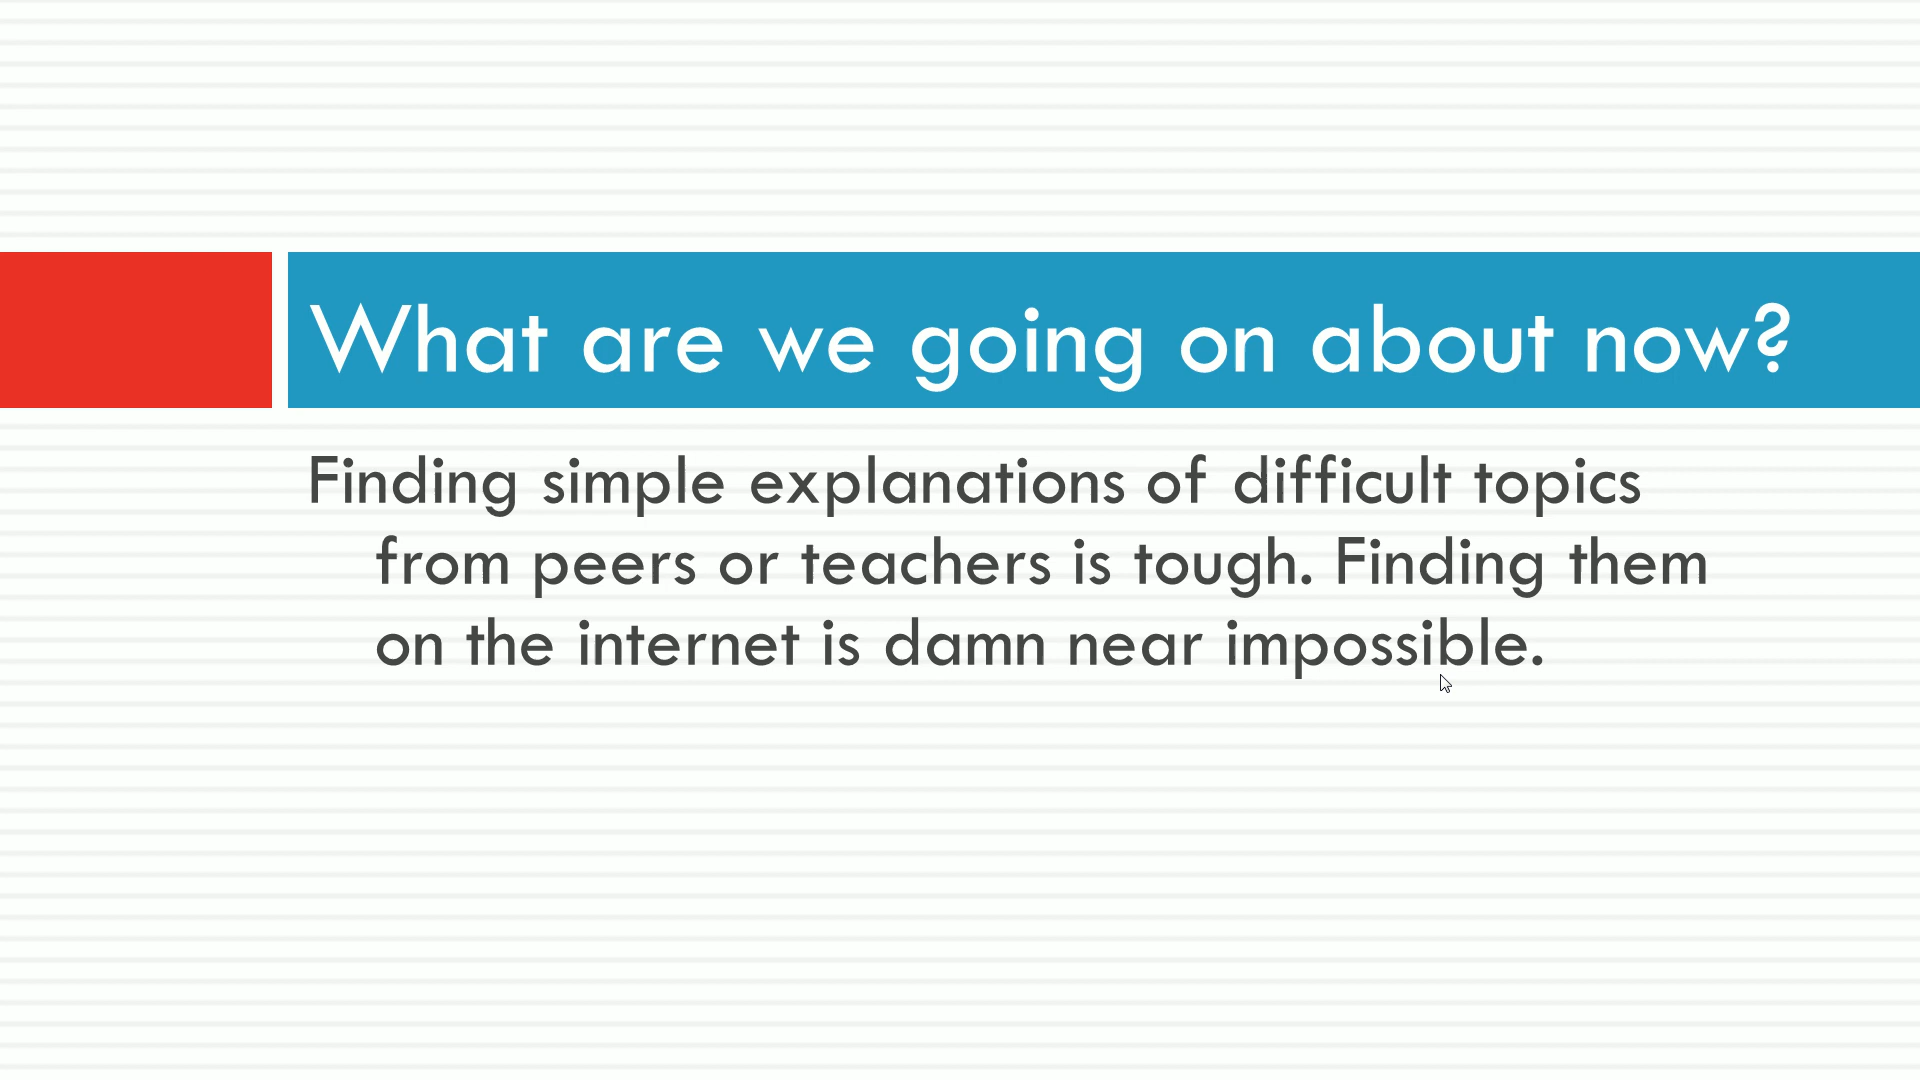 What are we going on about now?
Finding simple explanations of difficult topics
from peers or teachers is tough. Finding them
on the internet is damn near impossible.